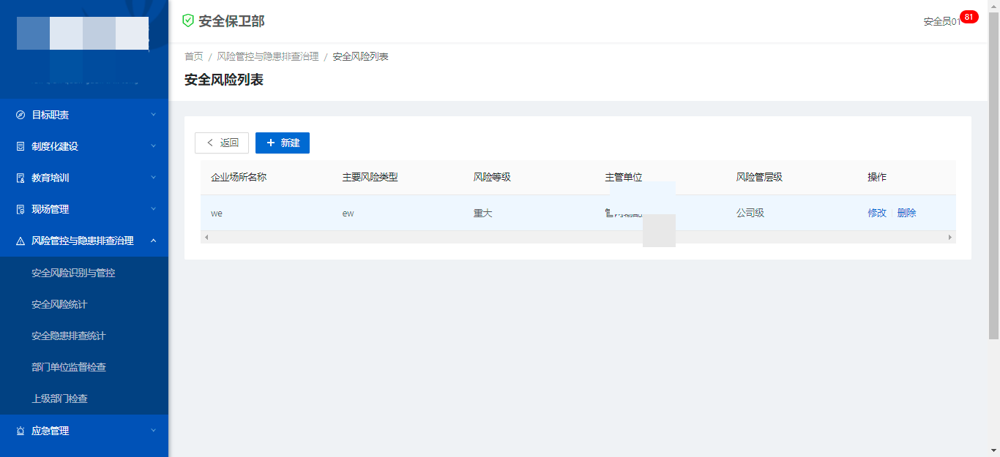 安全保卫部
安全员01
81
首页 / 风险管控与隐患排查治理 / 安全风险列表
安全风险列表
目标职责
制度化建设
教育培训
现场管理
风险管控与隐患排查治理
安全风险识别与管控
安全风险统计
安全隐患排查统计
部门单位监督检查
上级部门检查
应急管理
返回
新建
企业场所名称 主要风险类型 风险等级 主管单位 风险管层级 操作
we ew 重大 公司级 修改 删除